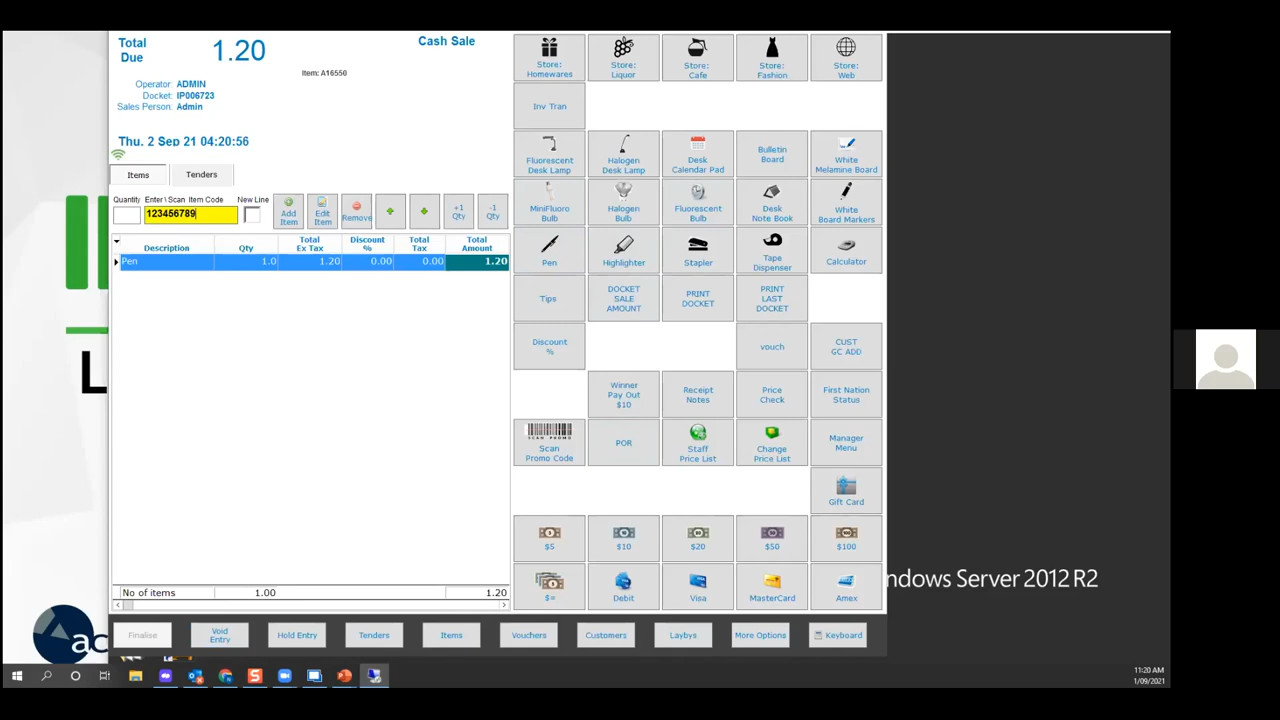 Total
Due
1.20
Cash Sale
Item: A16550
Operator: ADMIN
Docket: IP006723
Sales Person: Admin
Thu. 2 Sep 21 04:20:56
Items
Tenders
Quantity
Enter \ Scan Item Code
New Line
123456789
Add
Item
Edit
Item
Remove
+1
Qty
-1
Qty
Description
Qty
Total
Ex Tax
Discount
%
Total
Tax
Total
Amount
Pen
1.0
1.20
0.00
0.00
1.20
No of items
1.00
1.20
Store:
Homewares
Store:
Liquor
Store:
Cafe
Store:
Fashion
Store:
Web
Inv Tran
Fluorescent
Desk Lamp
Halogen
Desk Lamp
Desk
Calendar Pad
Bulletin
Board
White
Melamine Board
MiniFluoro
Bulb
Halogen
Bulb
Fluorescent
Bulb
Desk
Note Book
White
Board Markers
Pen
Highlighter
Stapler
Tape
Dispenser
Calculator
Tips
DOCKET
SALE
AMOUNT
PRINT
DOCKET
PRINT
LAST
DOCKET
Discount
%
vouch
CUST
GC ADD
Winner
Pay Out
$10
Receipt
Notes
Price
Check
First Nation
Status
SCAN PROMO
Scan
Promo Code
POR
Staff
Price List
Change
Price List
Manager
Menu
Gift Card
$5
$10
$20
$50
$100
$=
Debit
Visa
MasterCard
Amex
Finalise
Void
Entry
Hold Entry
Tenders
Items
Vouchers
Customers
Laybys
More Options
Keyboard
ndows Server 2012 R2
L
ac
11:20 AM
1/09/2021